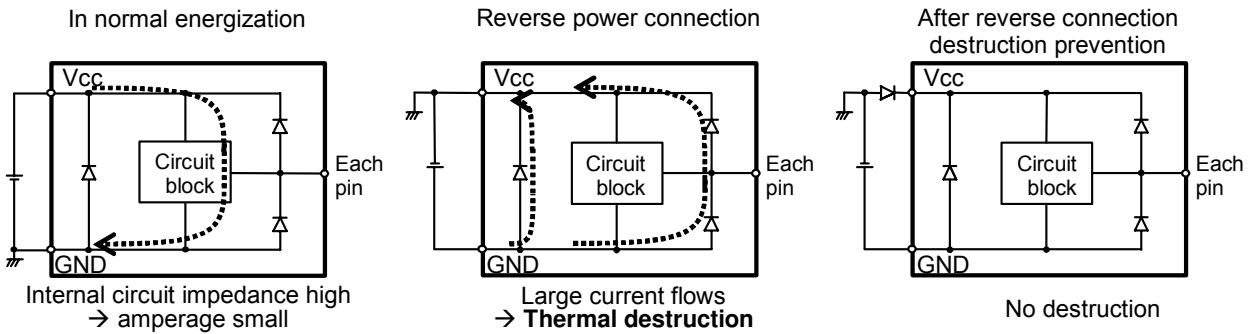 In normal energization
Vcc
Circuit
block
Each
pin
GND
Internal circuit impedance high
→ amperage small
Reverse power connection
Vcc
Circuit
block
Each
pin
GND
Large current flows
→ Thermal destruction
After reverse connection
destruction prevention
Vcc
Circuit
block
Each
pin
GND
No destruction